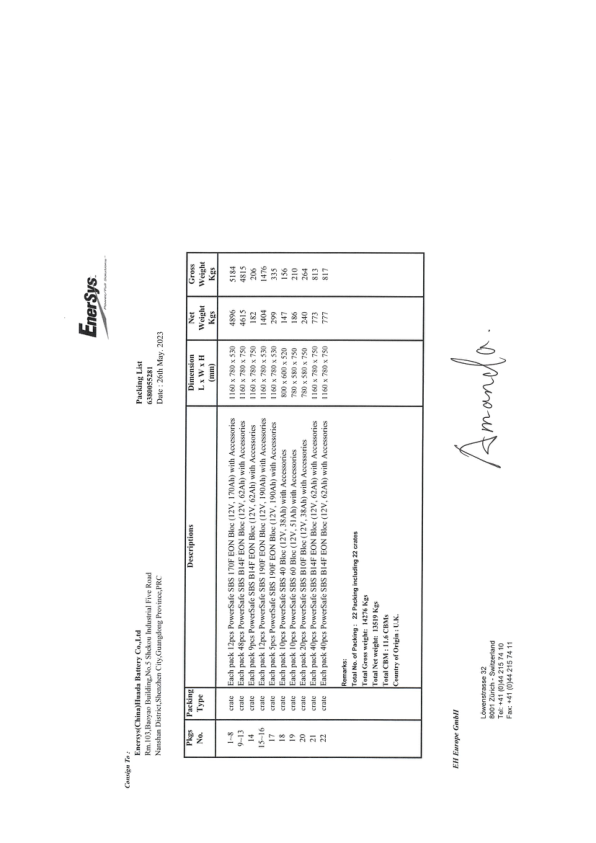 EnerSys
Consign To :
Enersys(China)Huada Battery Co.,Ltd
Rm.103,Baoyao Building,No.5 Shekou Industrial Five Road
Nanshan District,Shenzhen City,Guangdong Province,PRC
Packing List
6380055281
Date : 26th May. 2023
Pkgs No. Packing Type Descriptions Dimension L x W x H (mm) Net Weight Kgs Gross Weight Kgs
1~8 crate Each pack 12pcs PowerSafe SBS 170F EON Bloc (12V, 170Ah) with Accessories 1160 x 780 x 530 4896 5184
9~13 crate Each pack 48pcs PowerSafe SBS B14F EON Bloc (12V, 62Ah) with Accessories 1160 x 780 x 750 4615 4815
14 crate Each pack 9pcs PowerSafe SBS B14F EON Bloc (12V, 62Ah) with Accessories 1160 x 780 x 750 182 206
15~16 crate Each pack 12pcs PowerSafe SBS 190F EON Bloc (12V, 190Ah) with Accessories 1160 x 780 x 530 1404 1476
17 crate Each pack 5pcs PowerSafe SBS 190F EON Bloc (12V, 190Ah) with Accessories 1160 x 780 x 530 299 335
18 crate Each pack 10pcs PowerSafe SBS 40 Bloc (12V, 38Ah) with Accessories 800 x 600 x 520 147 156
19 crate Each pack 10pcs PowerSafe SBS 60 Bloc (12V, 51Ah) with Accessories 780 x 580 x 750 186 210
20 crate Each pack 20pcs PowerSafe SBS B10F Bloc (12V, 38Ah) with Accessories 780 x 580 x 750 240 264
21 crate Each pack 40pcs PowerSafe SBS B14F EON Bloc (12V, 62Ah) with Accessories 1160 x 780 x 750 773 813
22 crate Each pack 40pcs PowerSafe SBS B14F EON Bloc (12V, 62Ah) with Accessories 1160 x 780 x 750 777 817
Remarks:
Total No. of Packing : 22 Packing including 22 crates
Total Gross weight: 14276 Kgs
Total Net weight: 13519 Kgs
Total CBM : 11.6 CBMs
Country of Origin : U.K.
EH Europe GmbH
Amanda.
Löwenstrasse 32
8001 Zürich - Switzerland
Tel: +41 (0)44 215 74 10
Fax: +41 (0)44 215 74 11